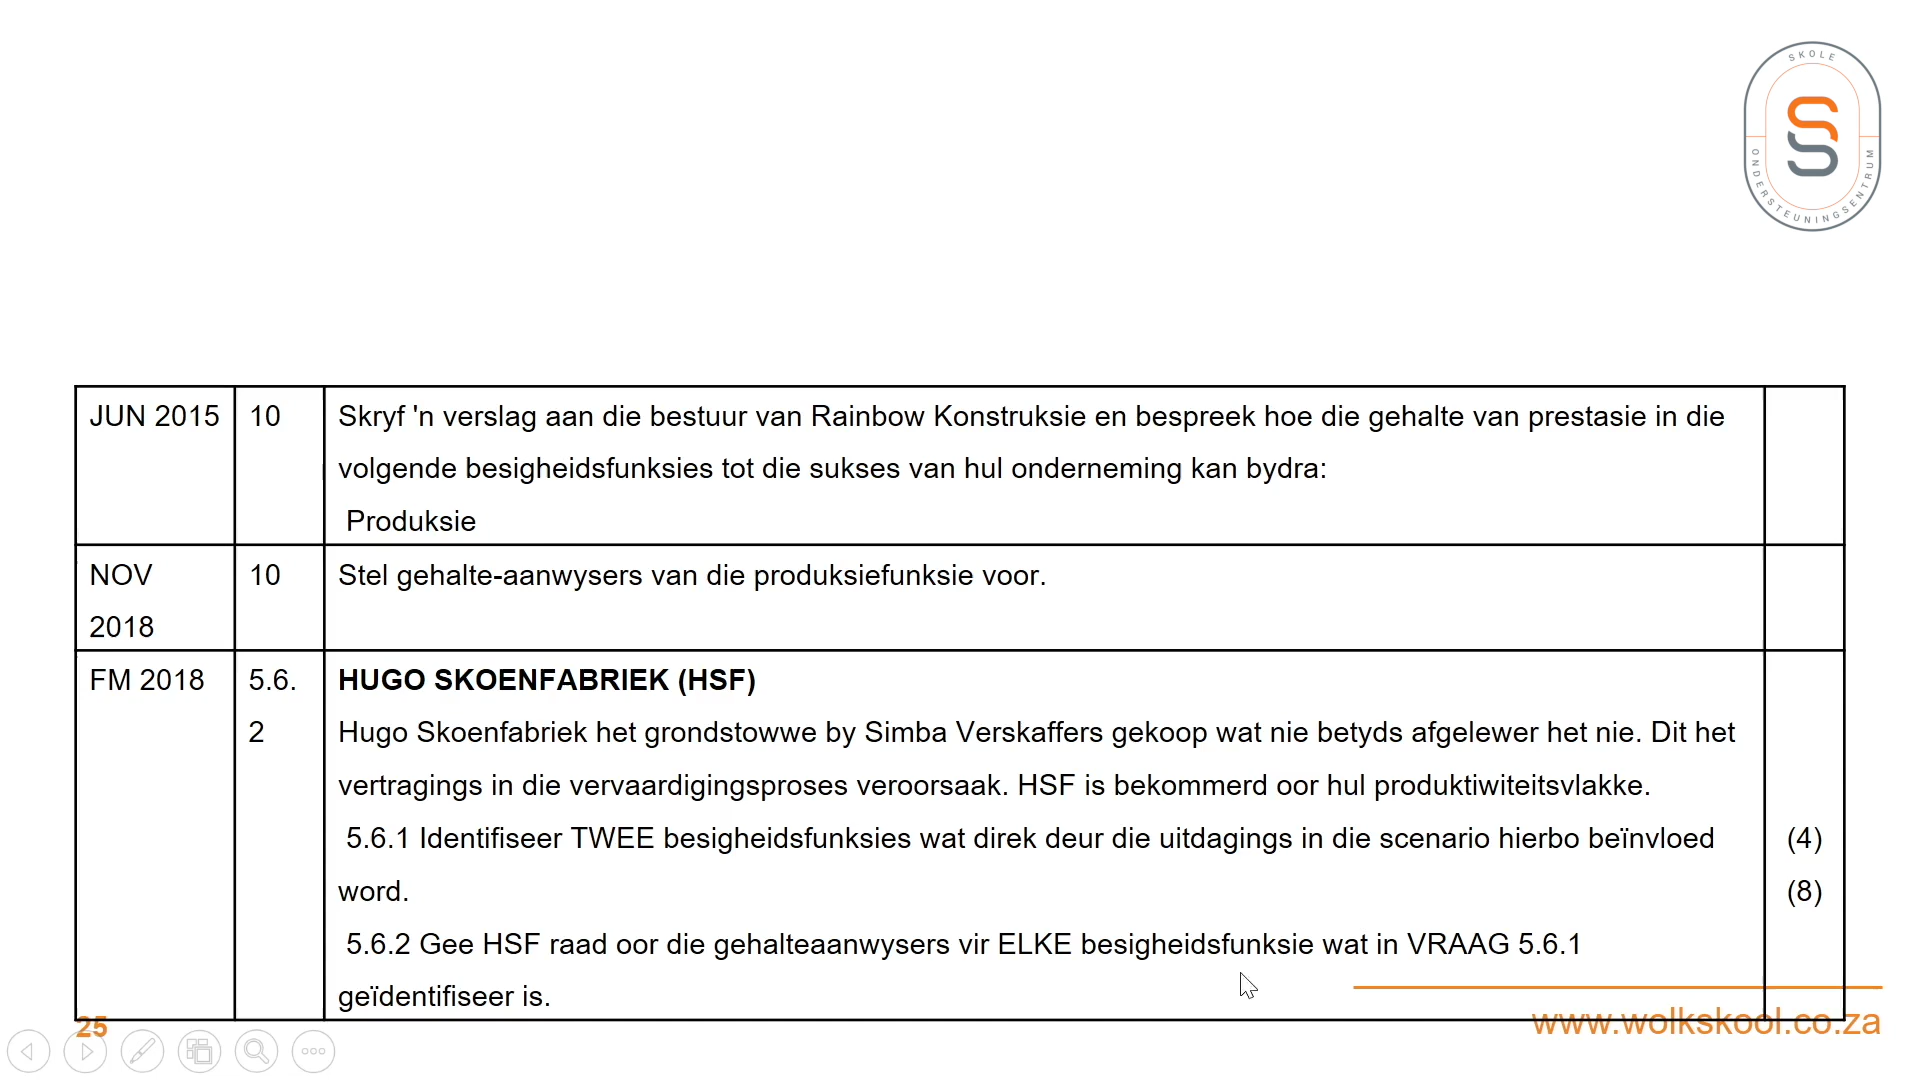 SKOLE
ONDERSTEUNINGSENTRUM
JUN 2015 10 Skryf 'n verslag aan die bestuur van Rainbow Konstruksie en bespreek hoe die gehalte van prestasie in die
volgende besigheidsfunksies tot die sukses van hul onderneming kan bydra:
Produksie
NOV 10 Stel gehalte-aanwysers van die produksiefunksie voor.
2018
FM 2018 5.6. HUGO SKOENFABRIEK (HSF)
2 Hugo Skoenfabriek het grondstowwe by Simba Verskaffers gekoop wat nie betyds afgelewer het nie. Dit het
vertragings in die vervaardigingsproses veroorsaak. HSF is bekommerd oor hul produktiwiteitsvlakke.
5.6.1 Identifiseer TWEE besigheidsfunksies wat direk deur die uitdagings in die scenario hierbo beïnvloed (4)
word. (8)
5.6.2 Gee HSF raad oor die gehalteaanwysers vir ELKE besigheidsfunksie wat in VRAAG 5.6.1
geïdentifiseer is.
25
www.wolkskool.co.za